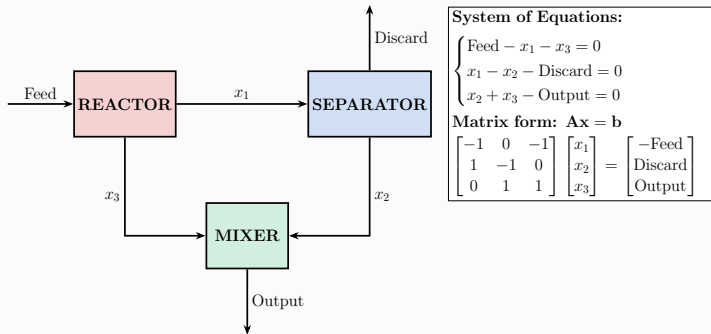 Discard
Feed
REACTOR
x₁
SEPARATOR
x₃
x₂
MIXER
Output
System of Equations:
Feed − x₁ − x₃ = 0
x₁ − x₂ − Discard = 0
x₂ + x₃ − Output = 0
Matrix form: Ax = b
[−1 0 −1] [x₁] [−Feed]
[1 −1 0] [x₂] = [Discard]
[0 1 1] [x₃] [Output]